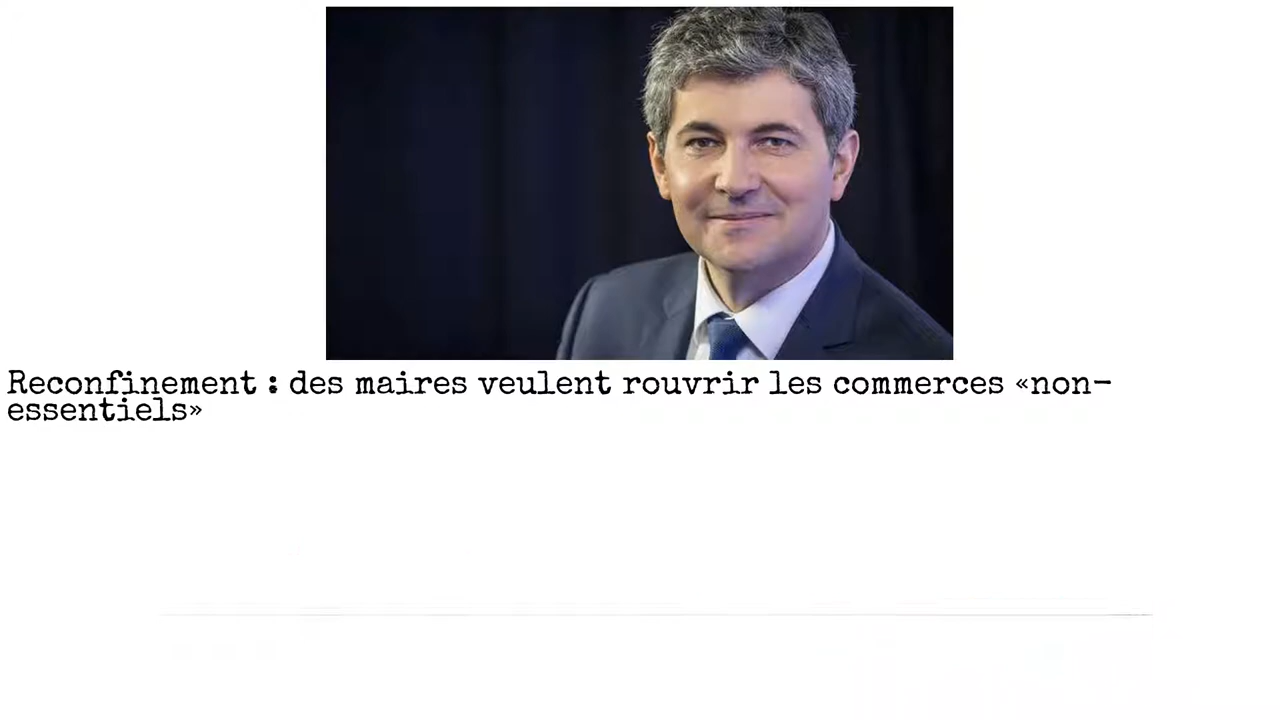 Reconfinement : des maires veulent rouvrir les commerces «non-
essentiels»